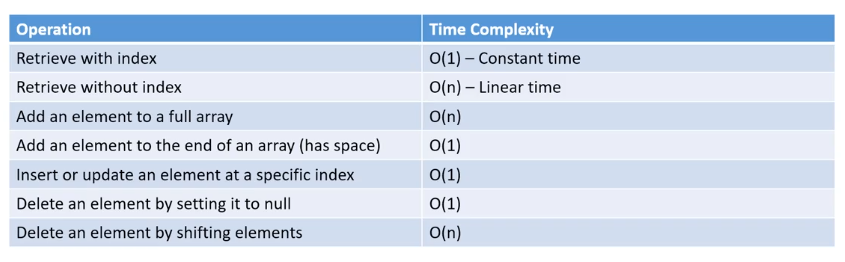 Operation Time Complexity
Retrieve with index O(1) – Constant time
Retrieve without index O(n) – Linear time
Add an element to a full array O(n)
Add an element to the end of an array (has space) O(1)
Insert or update an element at a specific index O(1)
Delete an element by setting it to null O(1)
Delete an element by shifting elements O(n)